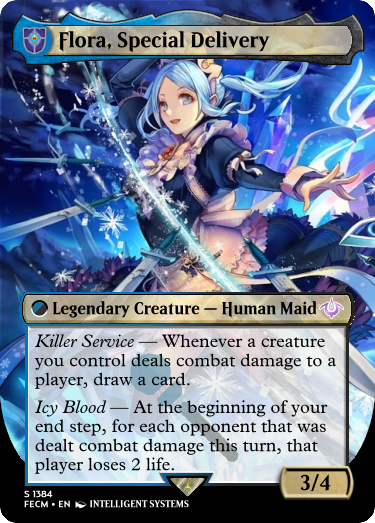 Flora, Special Delivery
Legendary Creature — Human Maid
Killer Service — Whenever a creature
you control deals combat damage to a
player, draw a card.
Icy Blood — At the beginning of your
end step, for each opponent that was
dealt combat damage this turn, that
player loses 2 life.
3/4
S 1384
FECM • EN INTELLIGENT SYSTEMS